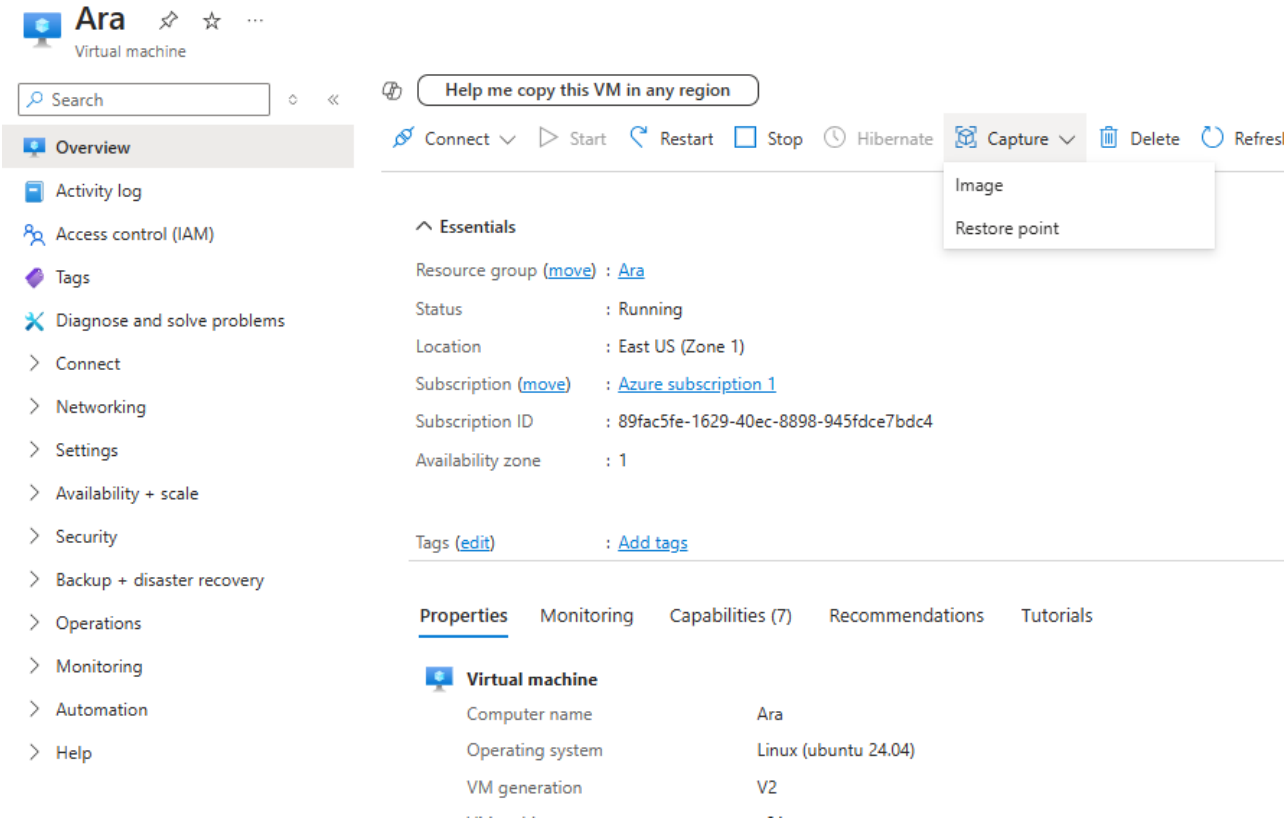 Ara
Virtual machine
Search
Overview
Activity log
Access control (IAM)
Tags
Diagnose and solve problems
Connect
Networking
Settings
Availability + scale
Security
Backup + disaster recovery
Operations
Monitoring
Automation
Help
Help me copy this VM in any region
Connect Start Restart Stop Hibernate Capture Delete Refresh
Image
Restore point
Essentials
Resource group (move) : Ara
Status : Running
Location : East US (Zone 1)
Subscription (move) : Azure subscription 1
Subscription ID : 89fac5fe-1629-40ec-8898-945fdce7bdc4
Availability zone : 1
Tags (edit) : Add tags
Properties Monitoring Capabilities (7) Recommendations Tutorials
Virtual machine
Computer name Ara
Operating system Linux (ubuntu 24.04)
VM generation V2